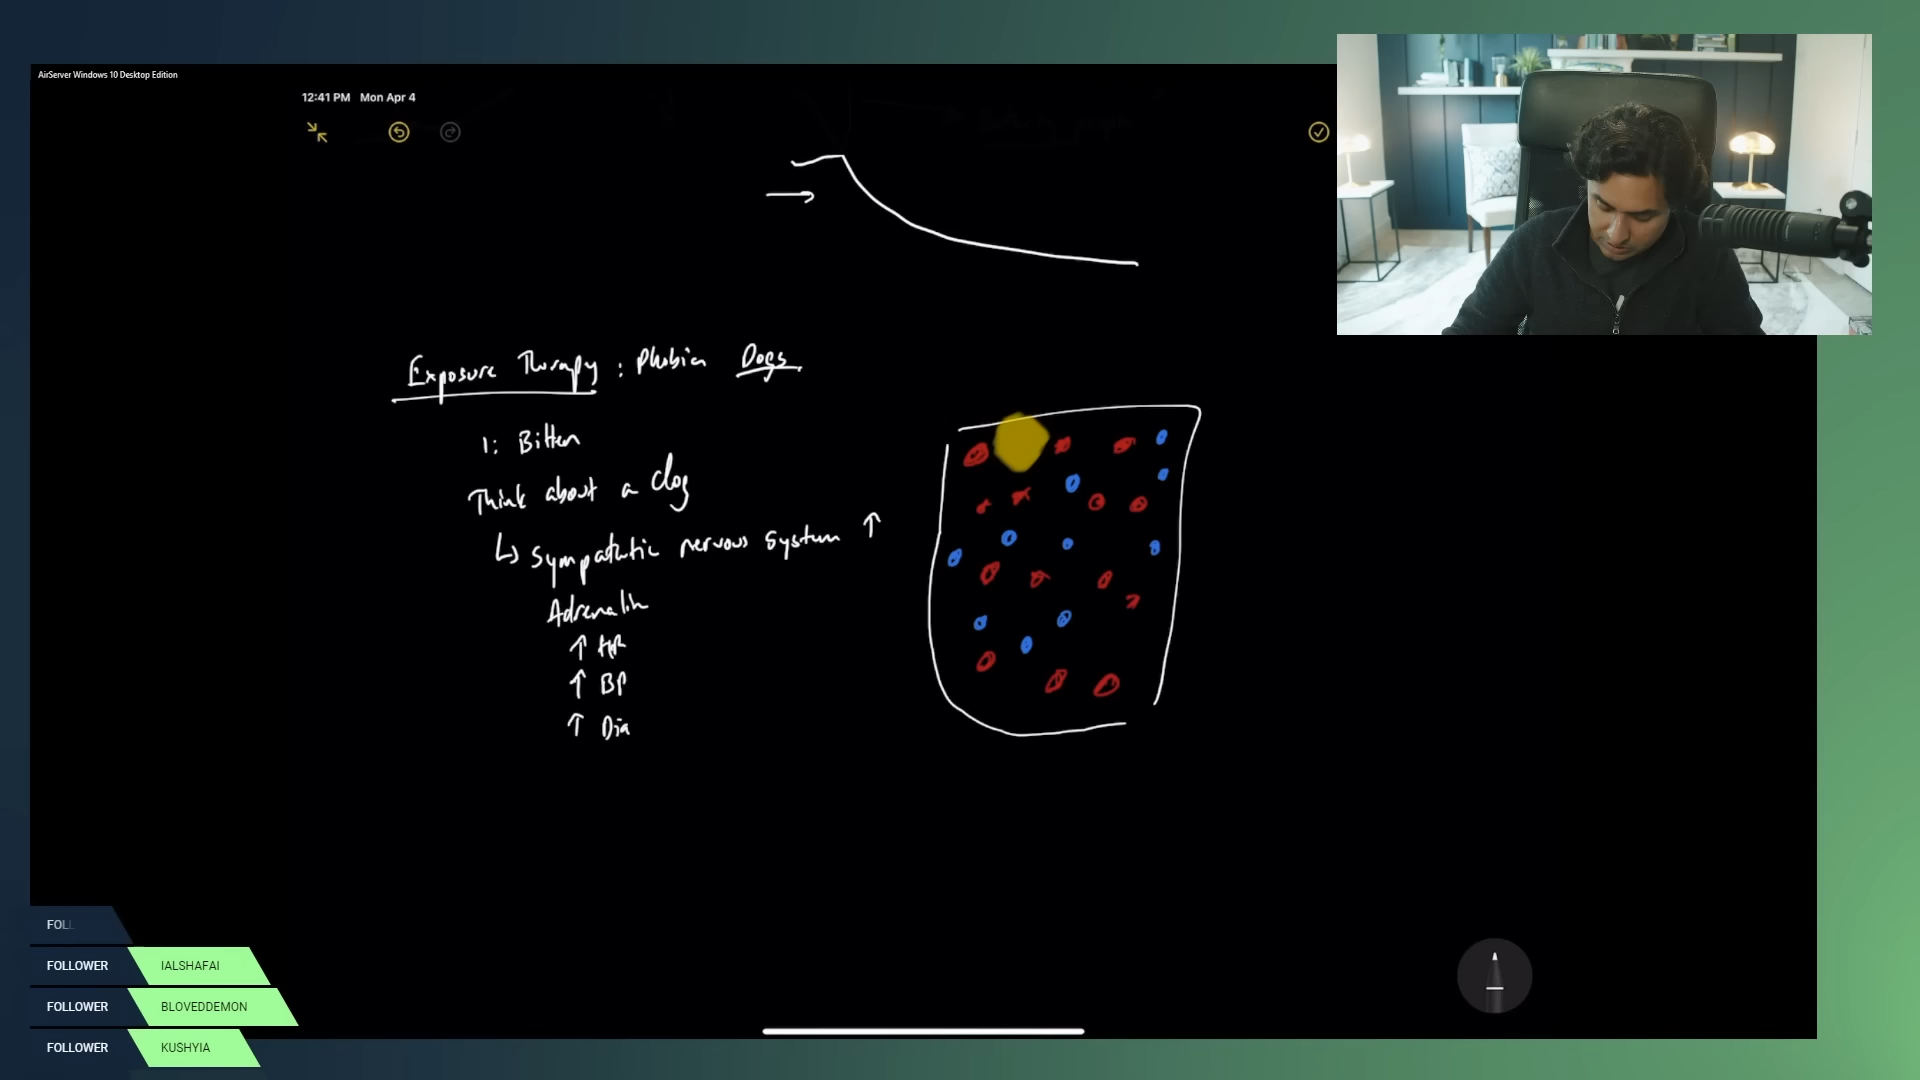 AirServer Windows 10 Desktop Edition
12:41 PM Mon Apr 4
Exposure Therapy : Phobia Dogs
1: Bitten
Think about a dog
↳ Sympathetic nervous system ↑
Adrenalin
↑ HR
↑ BP
↑ Dia
FOLL
FOLLOWER IALSHAFAI
FOLLOWER BLOVEDDEMON
FOLLOWER KUSHYIA